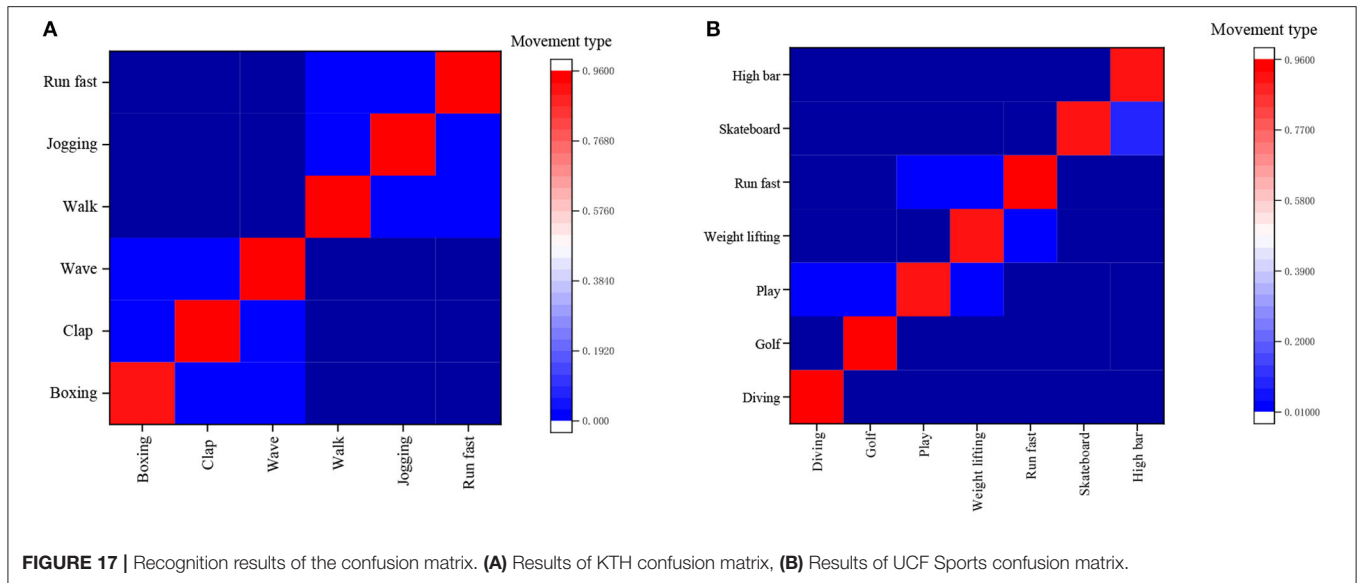 A
Movement type
Run fast
Jogging
Walk
Wave
Clap
Boxing
Boxing
Clap
Wave
Walk
Jogging
Run fast
0. 9600
0. 7680
0. 5760
0. 3840
0. 1920
0. 000
B
Movement type
High bar
Skateboard
Run fast
Weight lifting
Play
Golf
Diving
Diving
Golf
Play
Weight lifting
Run fast
Skateboard
High bar
0. 9600
0. 7700
0. 5800
0. 3900
0. 2000
0. 01000
FIGURE 17 | Recognition results of the confusion matrix. (A) Results of KTH confusion matrix, (B) Results of UCF Sports confusion matrix.